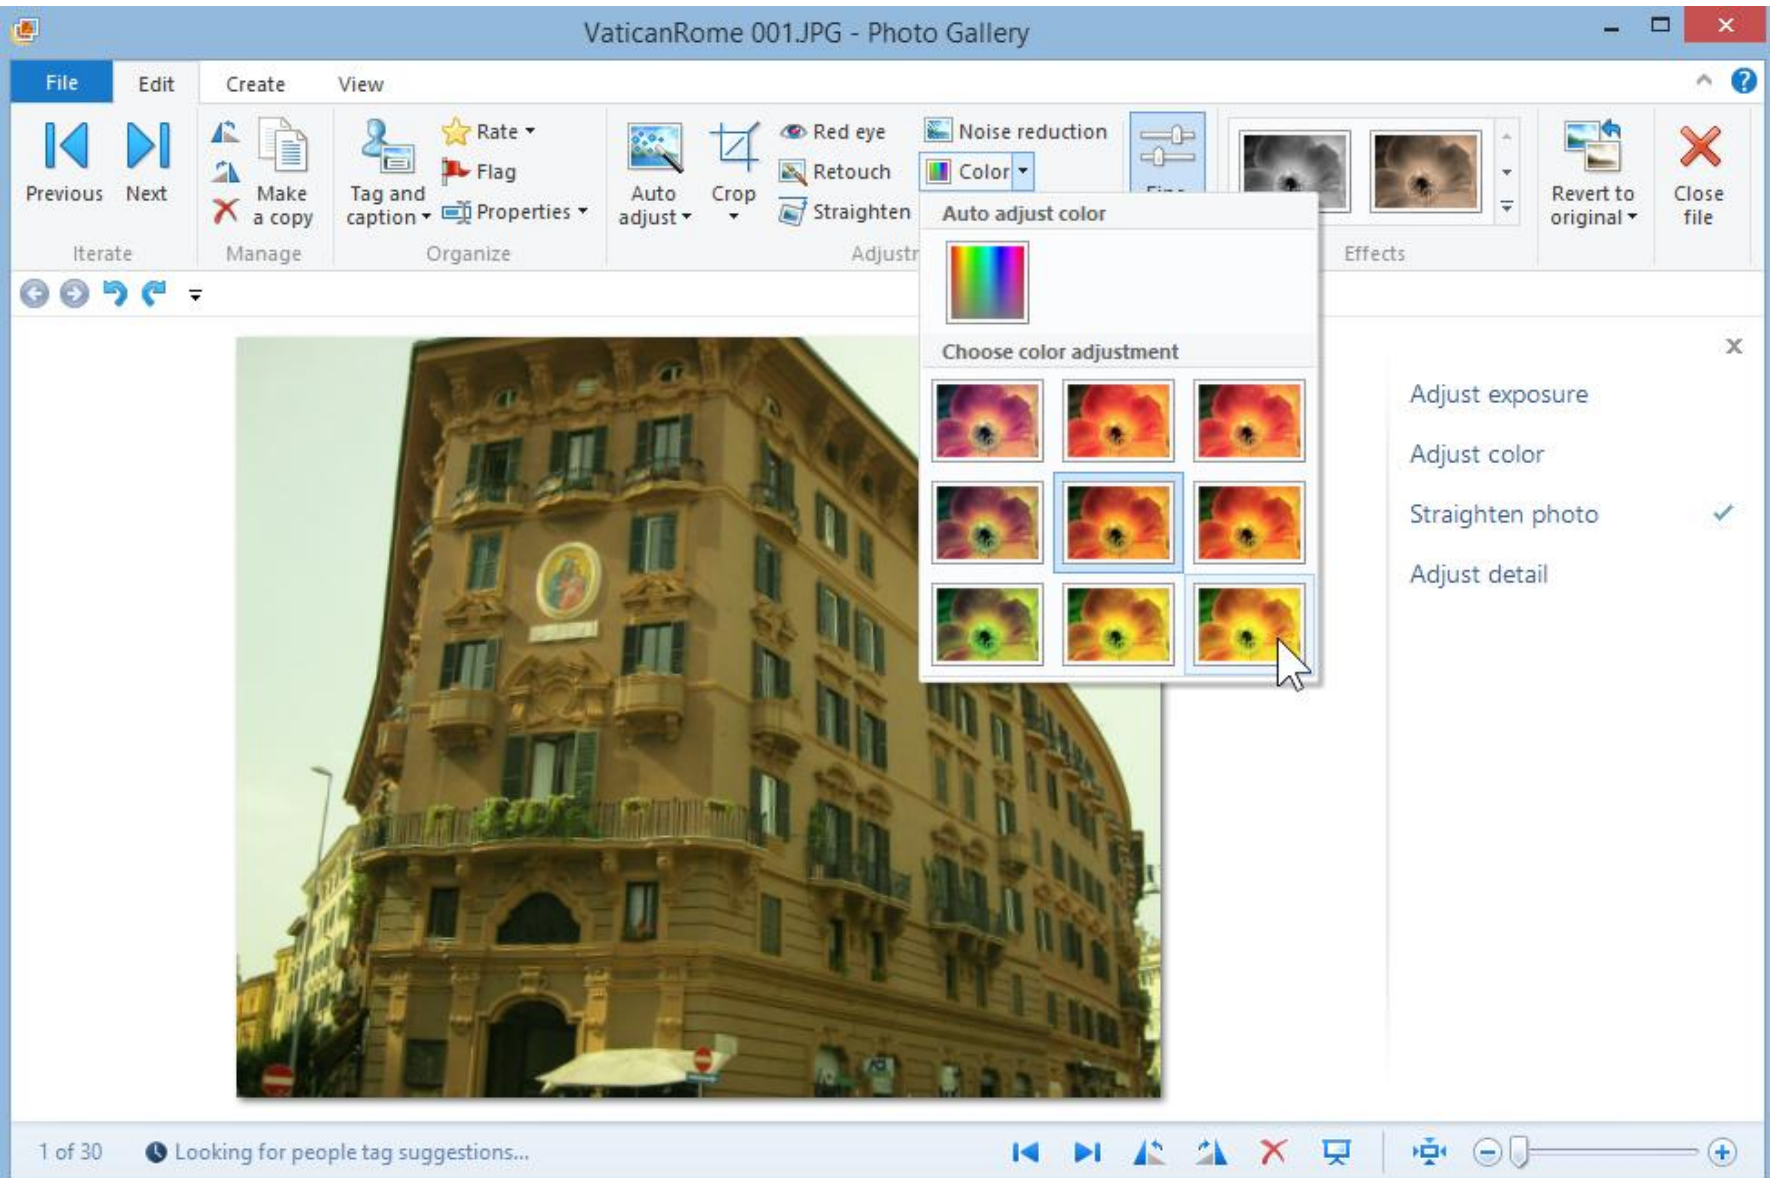 VaticanRome 001.JPG - Photo Gallery
File
Edit
Create
View
Previous
Next
Make
a copy
Tag and
caption
Rate
Flag
Properties
Auto
adjust
Crop
Red eye
Retouch
Straighten
Noise reduction
Color
Revert to
original
Close
file
Iterate
Manage
Organize
Effects
Auto adjust color
Choose color adjustment
Adjust exposure
Adjust color
Straighten photo
Adjust detail
1 of 30
Looking for people tag suggestions...